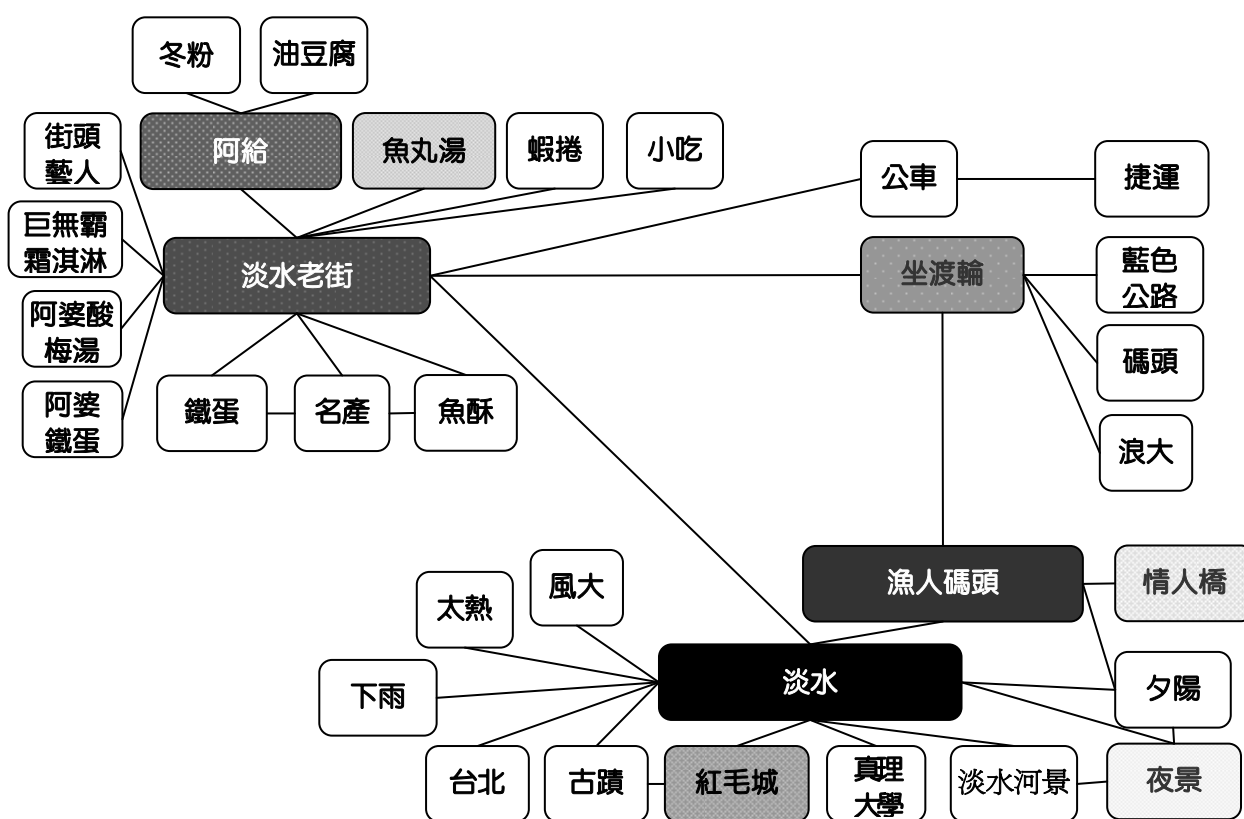 冬粉
油豆腐
街頭
藝人
阿給
魚丸湯
蝦捲
小吃
公車
捷運
巨無霸
霜淇淋
淡水老街
坐渡輪
藍色
公路
阿婆酸
梅湯
碼頭
阿婆
鐵蛋
鐵蛋
名產
魚酥
浪大
漁人碼頭
情人橋
風大
太熱
下雨
淡水
夕陽
台北
古蹟
紅毛城
真理
大學
淡水河景
夜景